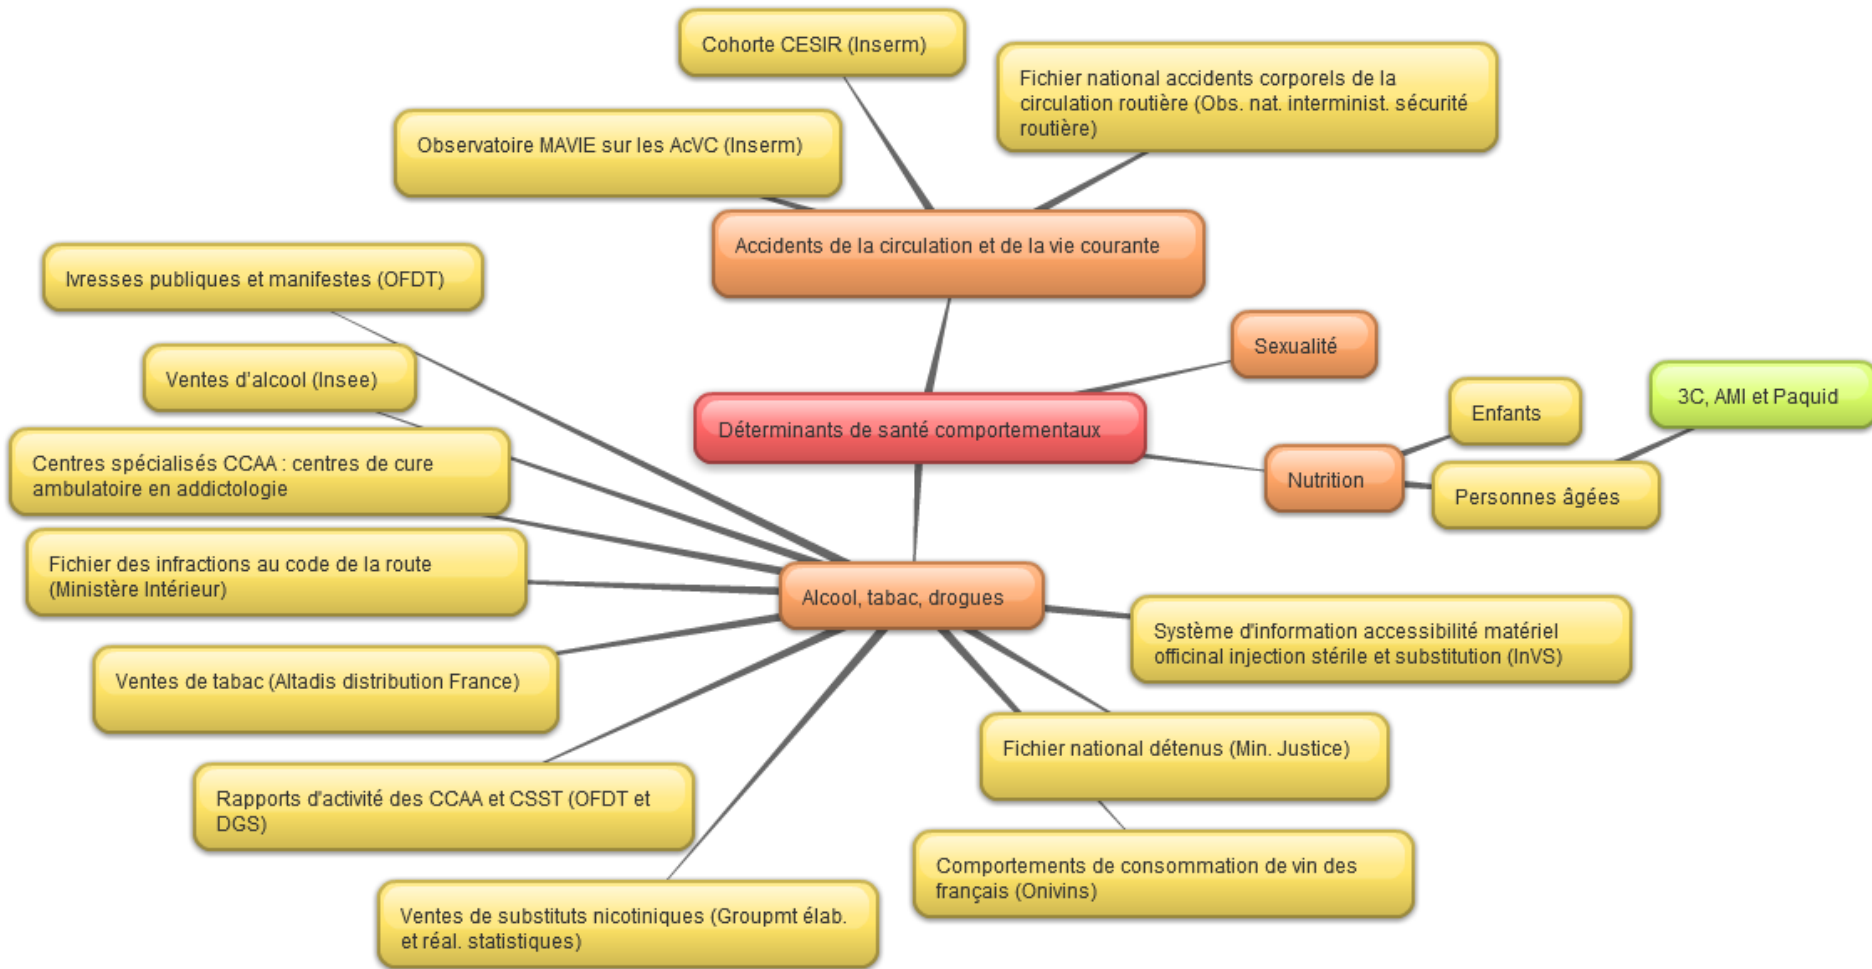 Cohorte CESIR (Inserm)
Fichier national accidents corporels de la
circulation routière (Obs. nat. interminist. sécurité
routière)
Observatoire MAVIE sur les AcVC (Inserm)
Accidents de la circulation et de la vie courante
Ivresses publiques et manifestes (OFDT)
Sexualité
Ventes d'alcool (Insee)
3C, AMI et Paquid
Enfants
Déterminants de santé comportementaux
Centres spécialisés CCAA : centres de cure
ambulatoire en addictologie
Nutrition
Personnes âgées
Fichier des infractions au code de la route
(Ministère Intérieur)
Alcool, tabac, drogues
Système d'information accessibilité matériel
officinal injection stérile et substitution (InVS)
Ventes de tabac (Altadis distribution France)
Fichier national détenus (Min. Justice)
Rapports d'activité des CCAA et CSST (OFDT et
DGS)
Comportements de consommation de vin des
français (Onivins)
Ventes de substituts nicotiniques (Groupmt élab.
et réal. statistiques)